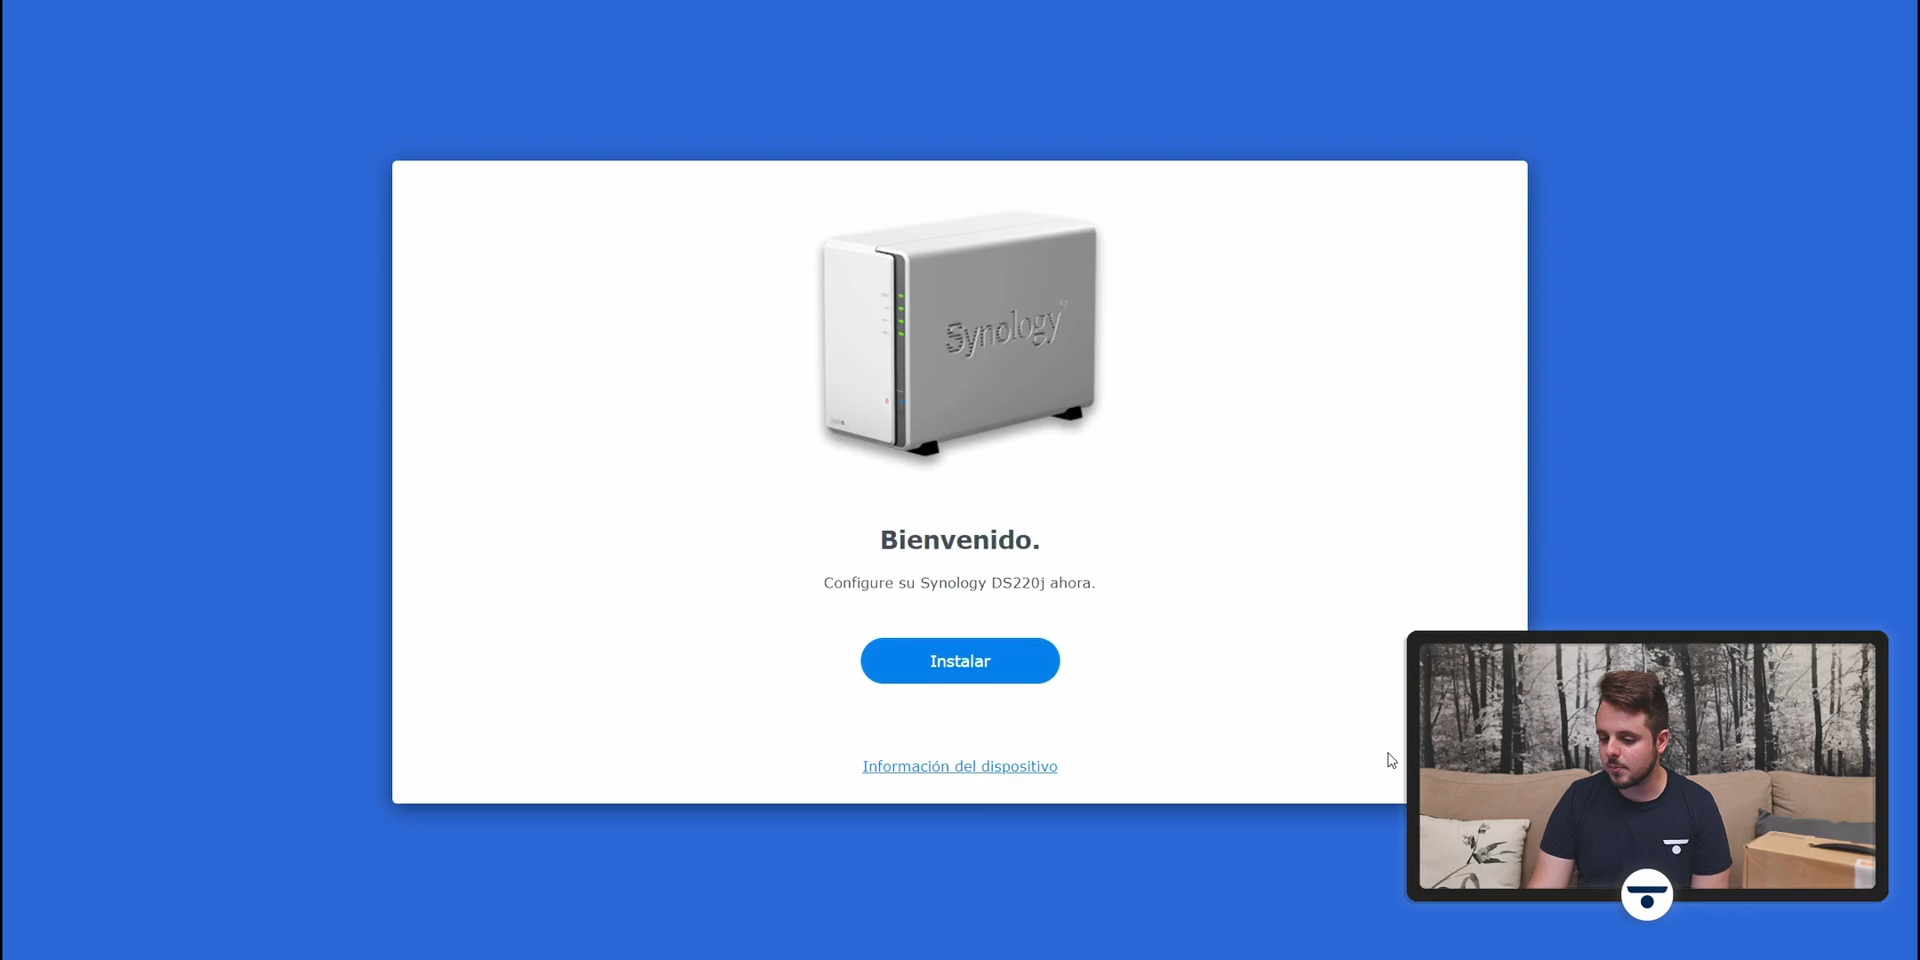 Synology
Bienvenido.
Configure su Synology DS220j ahora.
Instalar
Información del dispositivo